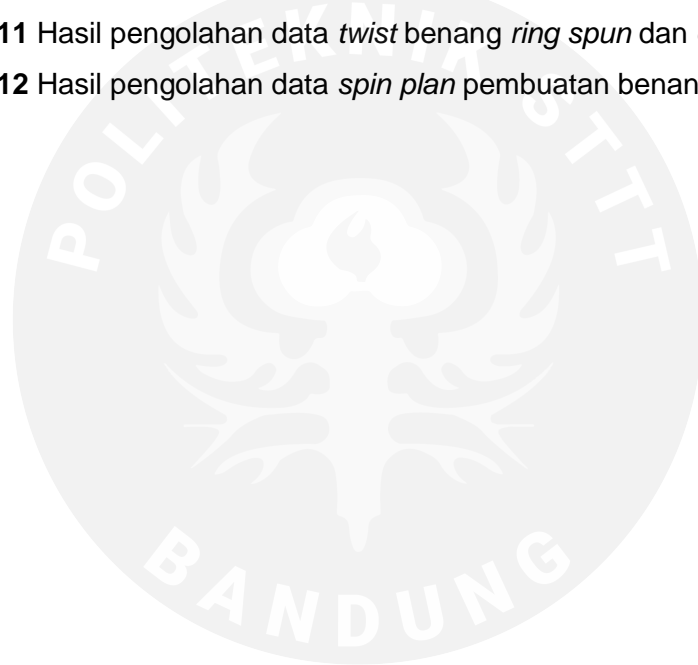 11 Hasil pengolahan data twist benang ring spun dan
12 Hasil pengolahan data spin plan pembuatan benan
POLITEKNIK STTT
BANDUNG